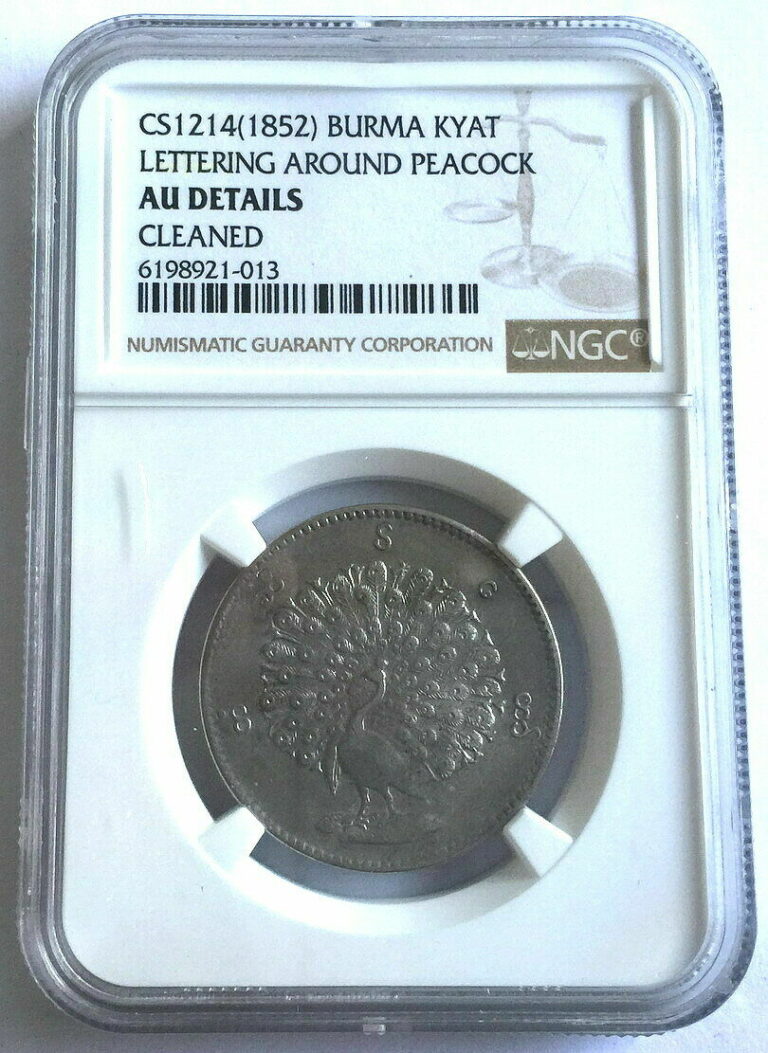 CS1214(1852) BURMA KYAT
LETTERING AROUND PEACOCK
AU DETAILS
CLEANED
6198921-013
NUMISMATIC GUARANTY CORPORATION
NGC®